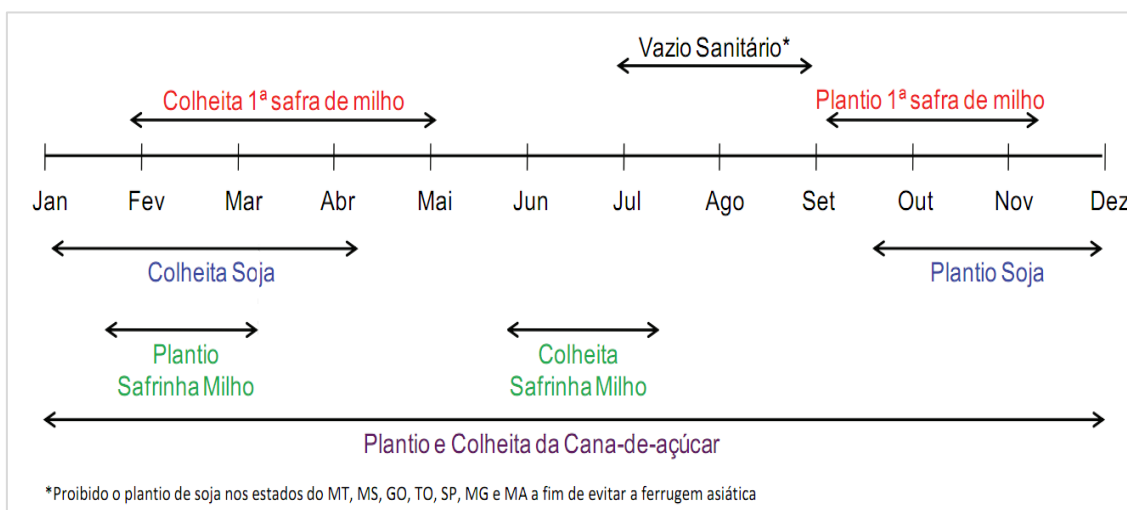 Vazio Sanitário*
Colheita 1ª safra de milho
Plantio 1ª safra de milho
Jan Fev Mar Abr Mai Jun Jul Ago Set Out Nov Dez
Colheita Soja
Plantio Soja
Plantio
Safrinha Milho
Colheita
Safrinha Milho
Plantio e Colheita da Cana-de-açúcar
*Proibido o plantio de soja nos estados do MT, MS, GO, TO, SP, MG e MA a fim de evitar a ferrugem asiática